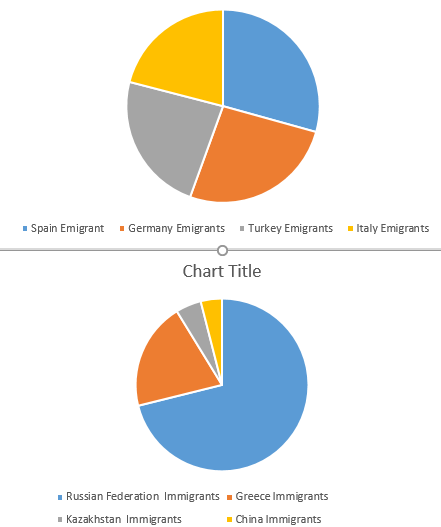 Spain Emigrant Germany Emigrants Turkey Emigrants Italy Emigrants
Chart Title
Russian Federation Immigrants Greece Immigrants
Kazakhstan Immigrants China Immigrants